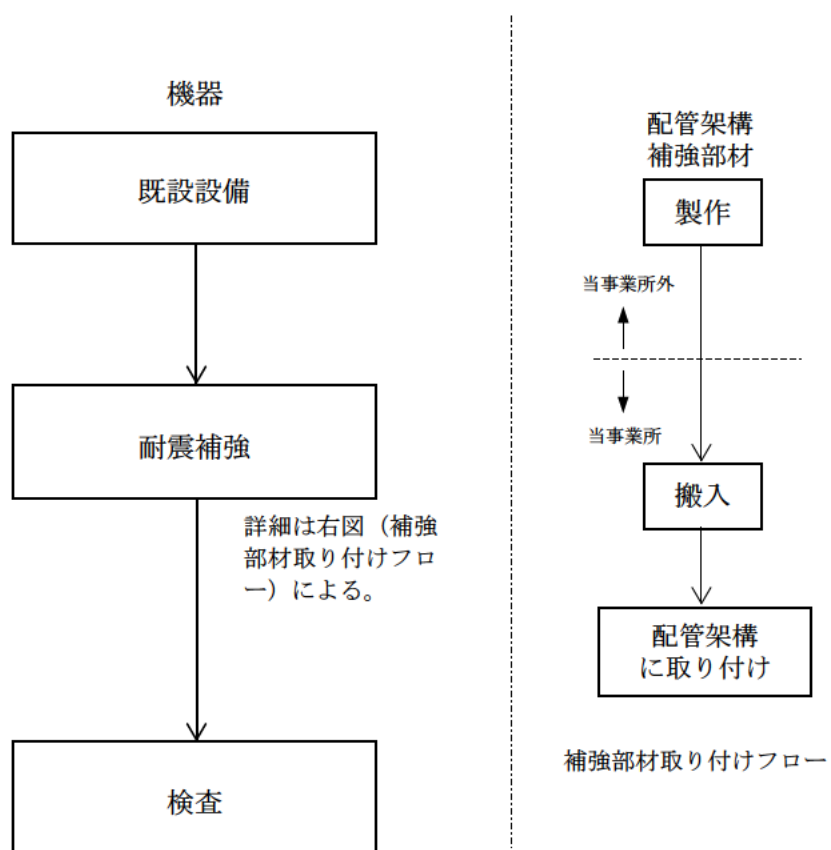 機器
既設設備
耐震補強
詳細は右図（補強
部材取り付けフロ
ー）による。
検査
配管架構
補強部材
製作
当事業所外
当事業所
搬入
配管架構
に取り付け
補強部材取り付けフロー